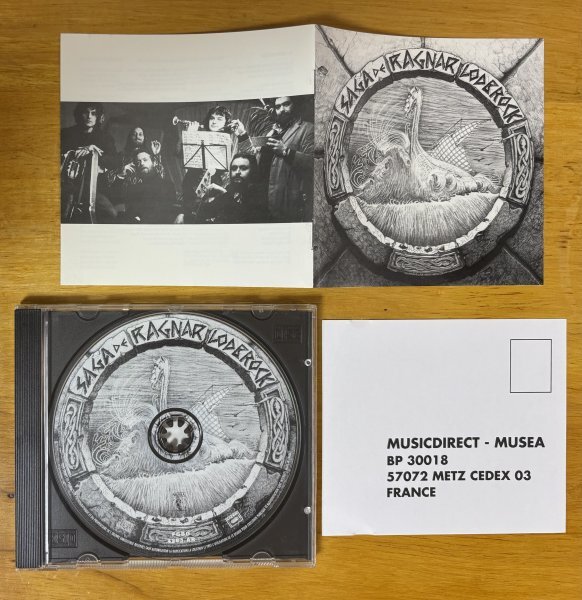 SAGA DE RAGNAR LODBROCK
SAGA DE RAGNAR LODBROCK
MUSICDIRECT - MUSEA
BP 30018
57072 METZ CEDEX 03
FRANCE